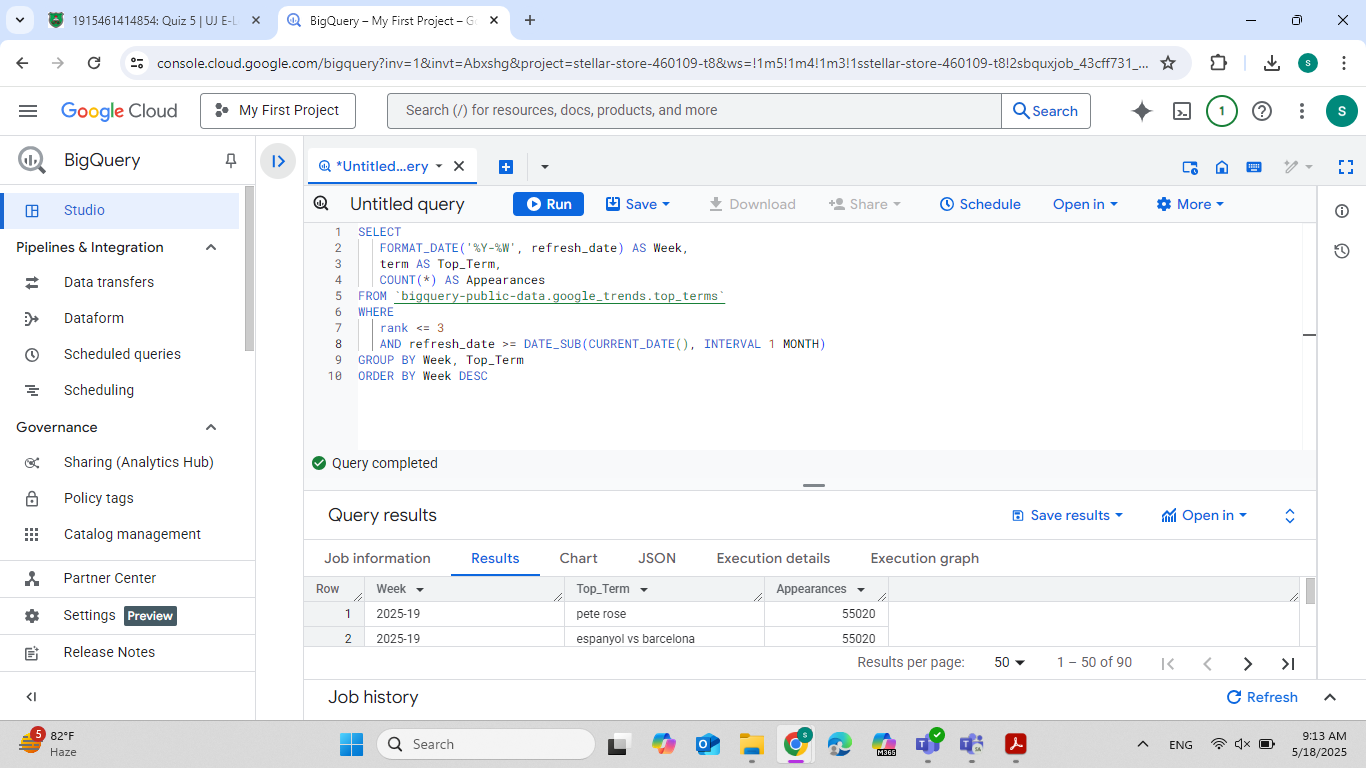 1915461414854: Quiz 5 | UJ E-L
BigQuery – My First Project – G
console.cloud.google.com/bigquery?inv=1&invt=Abxshg&project=stellar-store-460109-t8&ws=!1m5!1m4!1m3!1sstellar-store-460109-t8!2sbquxjob_43cff731_...
S
Google Cloud
My First Project
Search (/) for resources, docs, products, and more
Search
1
S
BigQuery
*Untitled...ery
Studio
Untitled query
Run
Save
Download
Share
Schedule
Open in
More
Pipelines & Integration
Data transfers
Dataform
Scheduled queries
Scheduling
Governance
Sharing (Analytics Hub)
Policy tags
Catalog management
Partner Center
Settings Preview
Release Notes
1 SELECT
2 FORMAT_DATE('%Y-%W', refresh_date) AS Week,
3 term AS Top_Term,
4 COUNT(*) AS Appearances
5 FROM `bigquery-public-data.google_trends.top_terms`
6 WHERE
7 rank <= 3
8 AND refresh_date >= DATE_SUB(CURRENT_DATE(), INTERVAL 1 MONTH)
9 GROUP BY Week, Top_Term
10 ORDER BY Week DESC
Query completed
Query results
Save results
Open in
Job information
Results
Chart
JSON
Execution details
Execution graph
Row Week Top_Term Appearances
1 2025-19 pete rose 55020
2 2025-19 espanyol vs barcelona 55020
Results per page: 50 1 – 50 of 90
Job history
Refresh
5
82°F
Haze
Search
S
M365
ENG
9:13 AM
5/18/2025